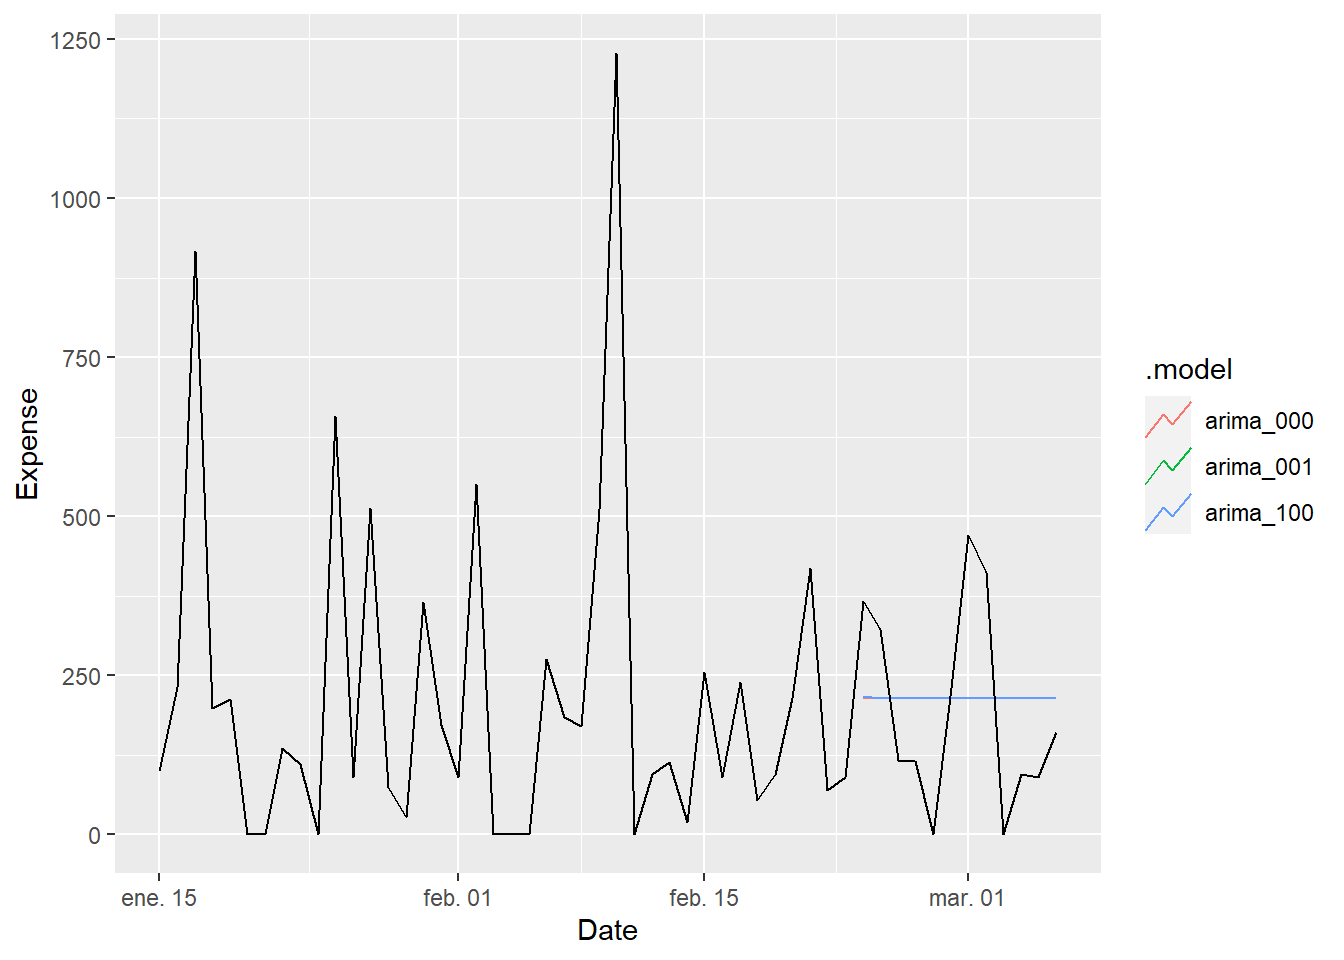 1250
1000
750
500
250
0
Expense
ene. 15
feb. 01
feb. 15
mar. 01
Date
.model
arima_000
arima_001
arima_100